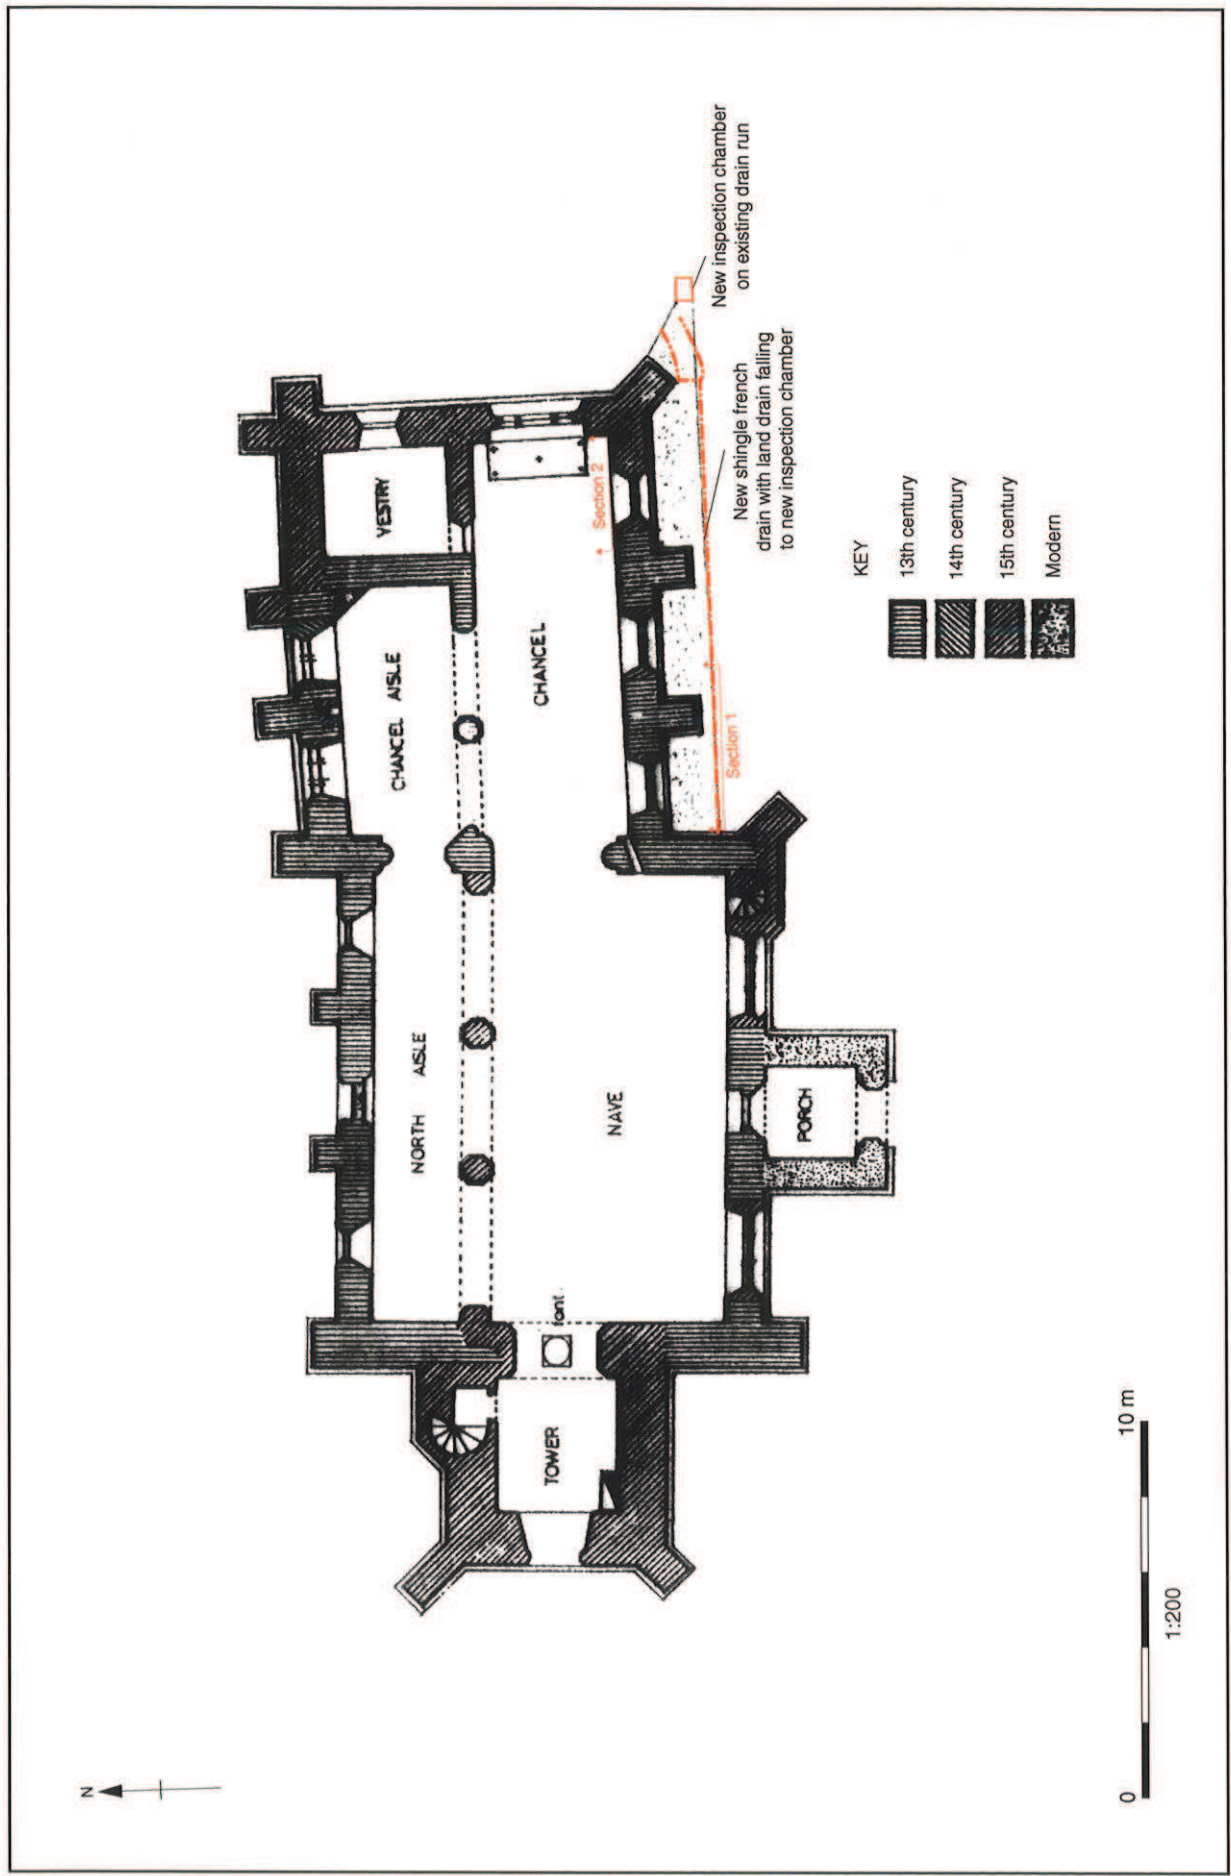 N
VESTRY
CHANCEL AISLE
CHANCEL
NORTH AISLE
NAVE
TOWER
font
PORCH
Section 2
Section 1
New inspection chamber
on existing drain run
New shingle french
drain with land drain falling
to new inspection chamber
KEY
13th century
14th century
15th century
Modern
0
10 m
1:200